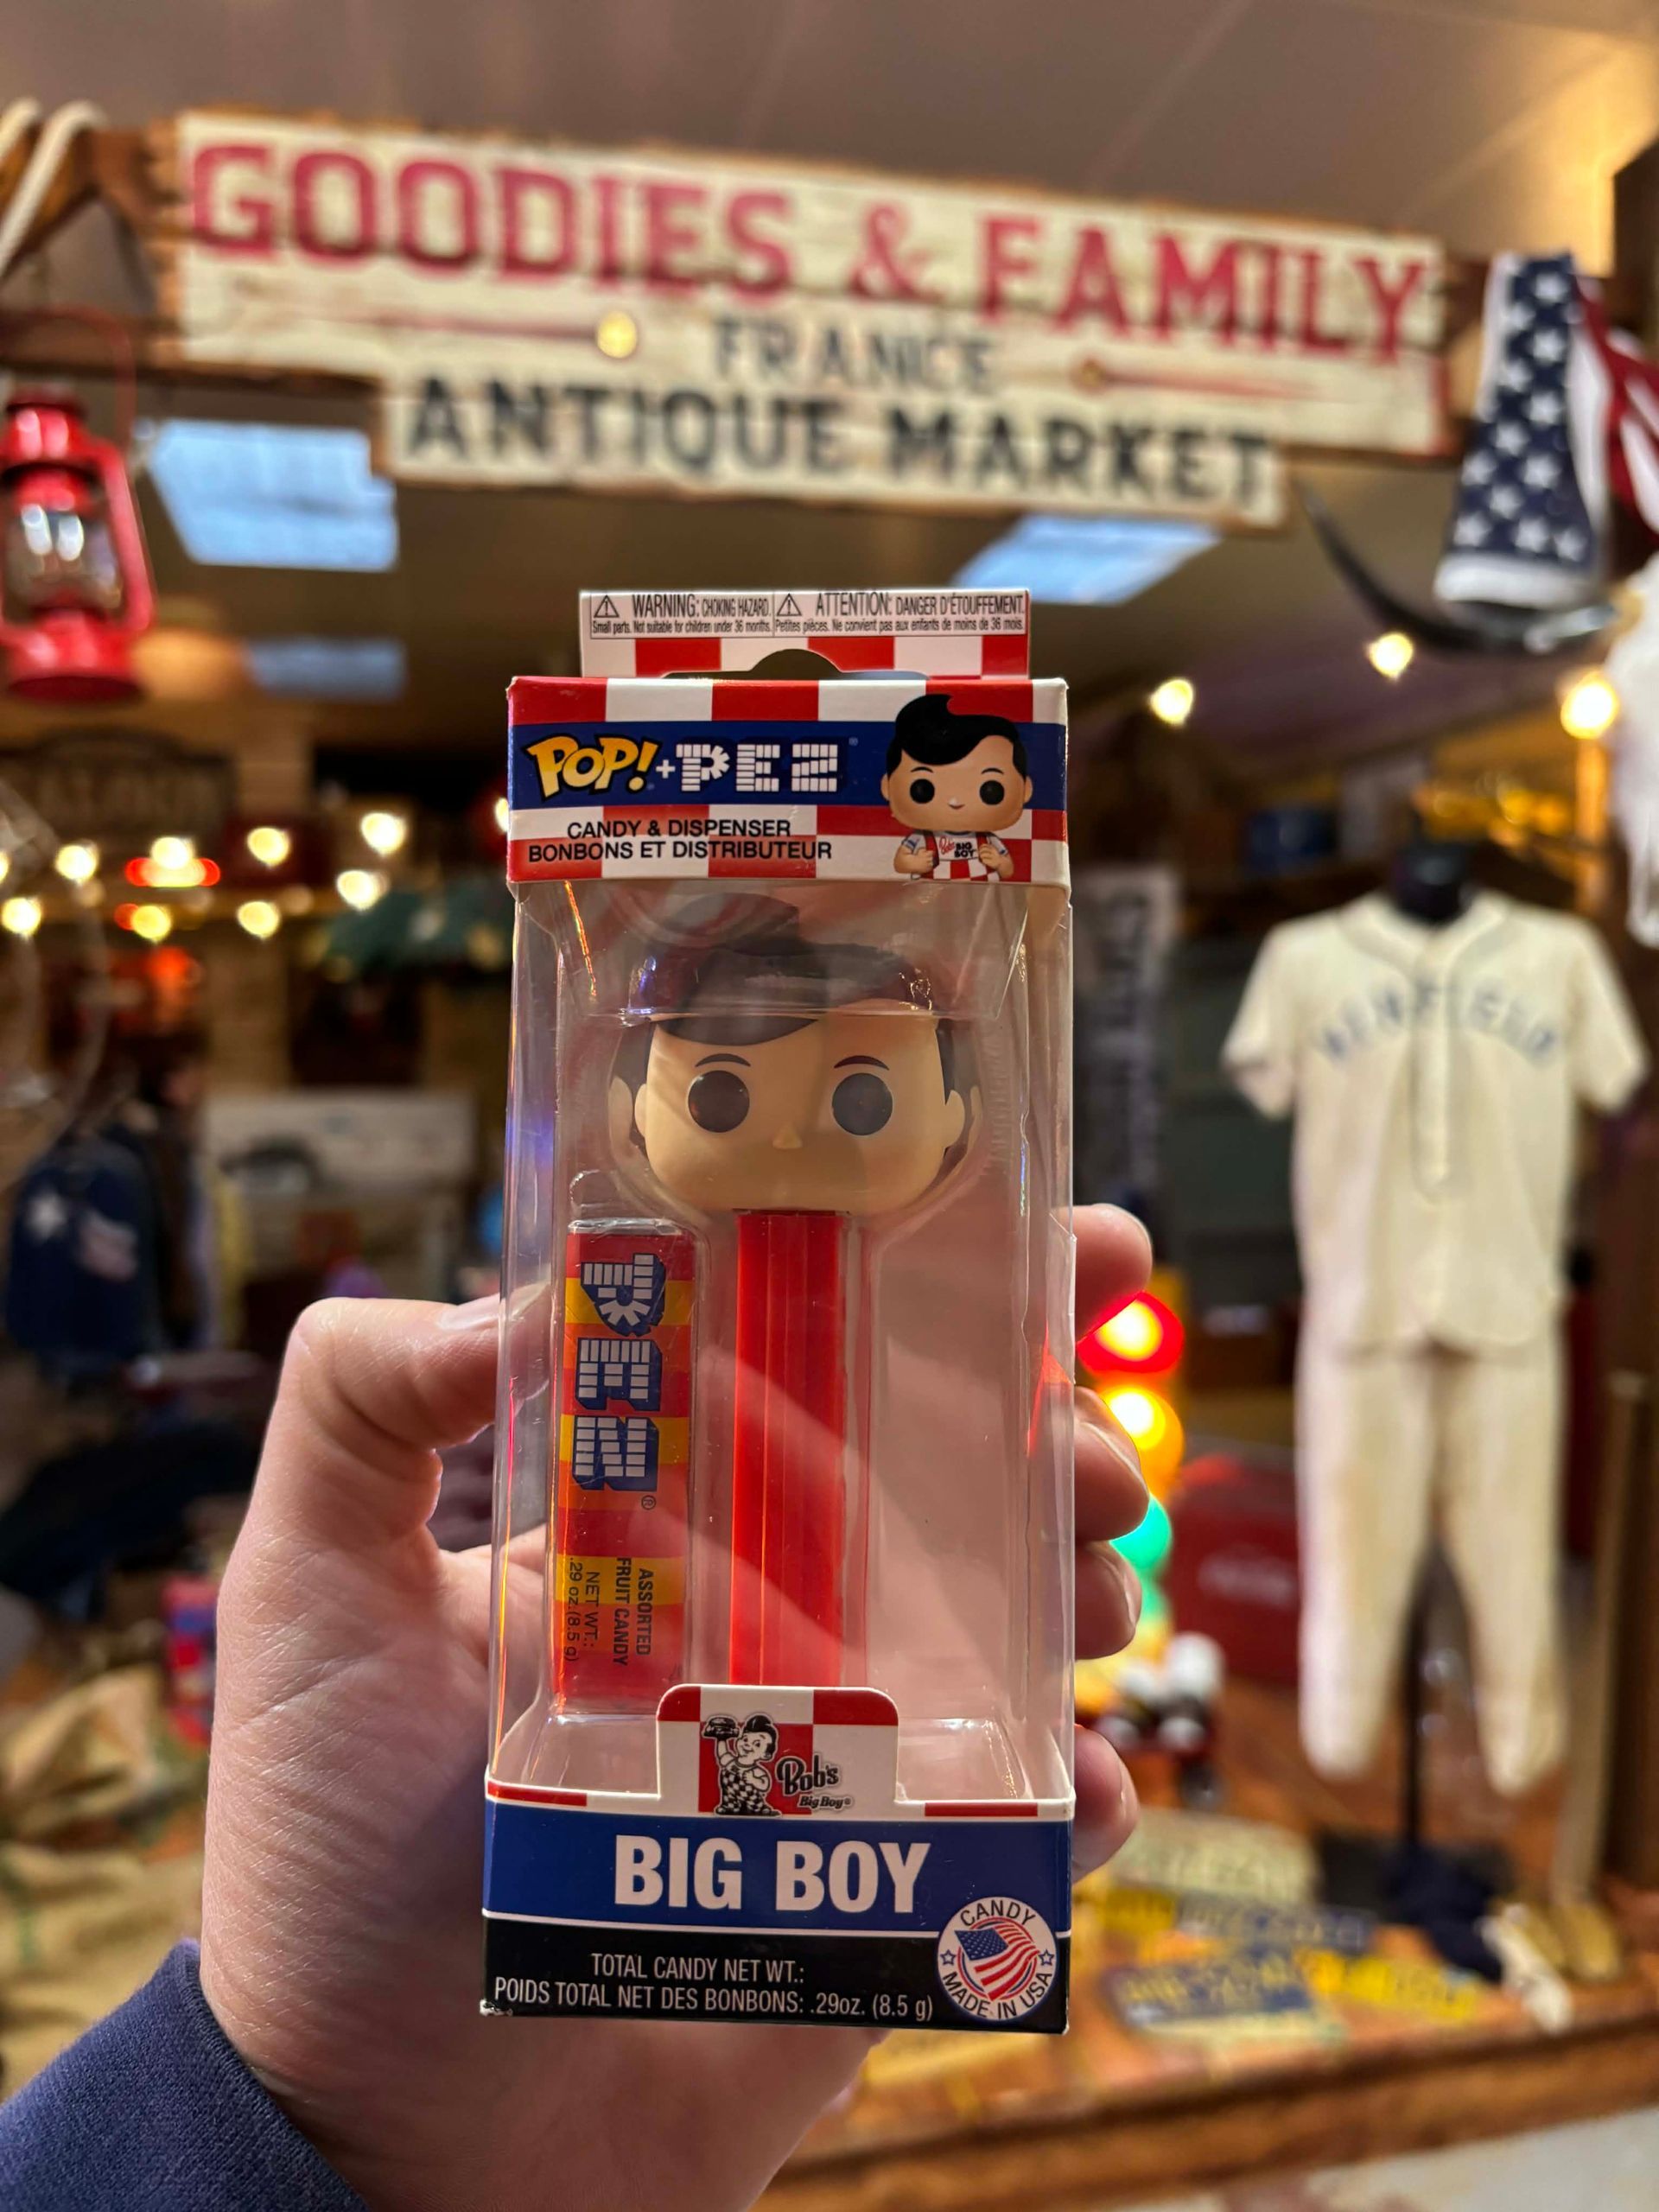 GOODIES & FAMILY
FRANCE
ANTIQUE MARKET
WARNING: CHOKING HAZARD.
Small parts. Not suitable for children under 36 months.
ATTENTION: DANGER D'ÉTOUFFEMENT.
Petites pièces. Ne convient pas aux enfants de moins de 36 mois.
POP! + PEZ®
CANDY & DISPENSER
BONBONS ET DISTRIBUTEUR
Bob's BIG BOY
PEZ®
ASSORTED
FRUIT CANDY
NET WT.:
.29 oz.(8.5 g)
Bob's
Big Boy®
BIG BOY
TOTAL CANDY NET WT.:
POIDS TOTAL NET DES BONBONS: .29oz. (8.5 g)
CANDY
MADE IN USA